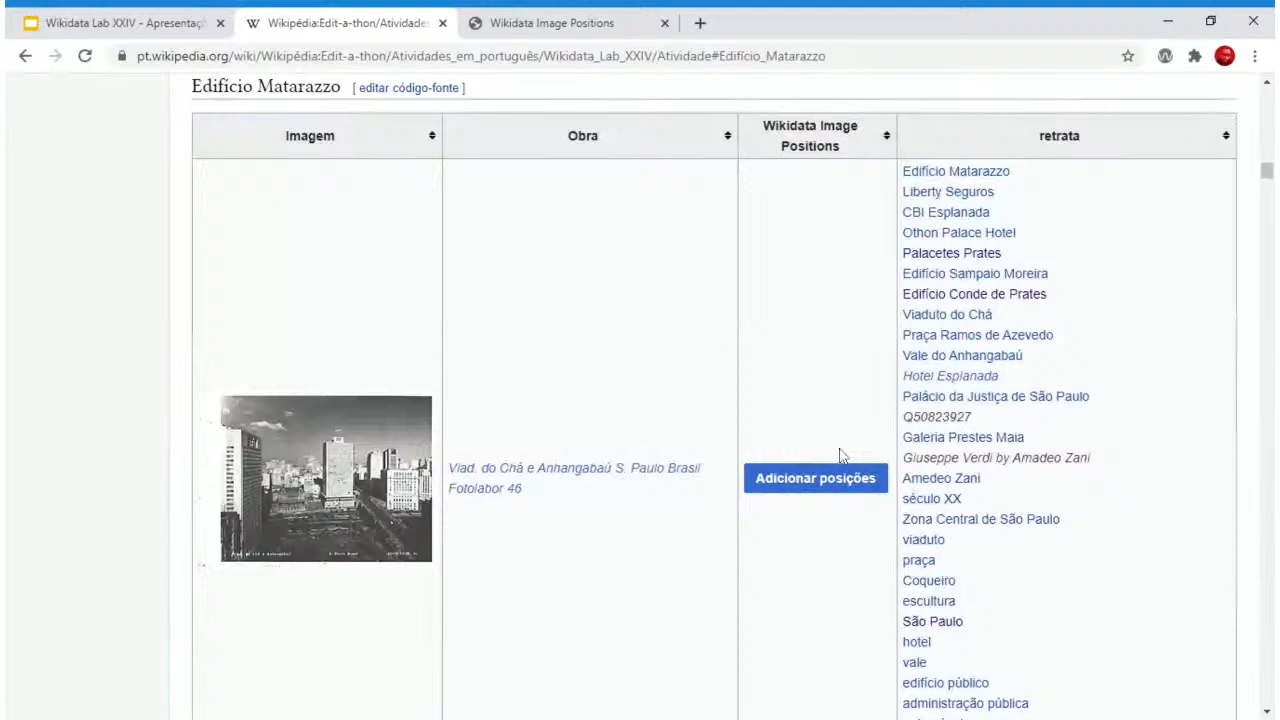 Wikidata Lab XXIV - Apresentaçã
Wikipédia:Edit-a-thon/Atividades
Wikidata Image Positions
pt.wikipedia.org/wiki/Wikipédia:Edit-a-thon/Atividades_em_português/Wikidata_Lab_XXIV/Atividade#Edifício_Matarazzo
Edifício Matarazzo [ editar código-fonte ]
Imagem
Obra
Wikidata Image
Positions
retrata
Viad. do Chá e Anhangabaú S. Paulo Brasil
Fotolabor 46
Adicionar posições
Edifício Matarazzo
Liberty Seguros
CBI Esplanada
Othon Palace Hotel
Palacetes Prates
Edifício Sampaio Moreira
Edifício Conde de Prates
Viaduto do Chá
Praça Ramos de Azevedo
Vale do Anhangabaú
Hotel Esplanada
Palácio da Justiça de São Paulo
Q50823927
Galeria Prestes Maia
Giuseppe Verdi by Amadeo Zani
Amedeo Zani
século XX
Zona Central de São Paulo
viaduto
praça
Coqueiro
escultura
São Paulo
hotel
vale
edifício público
administração pública